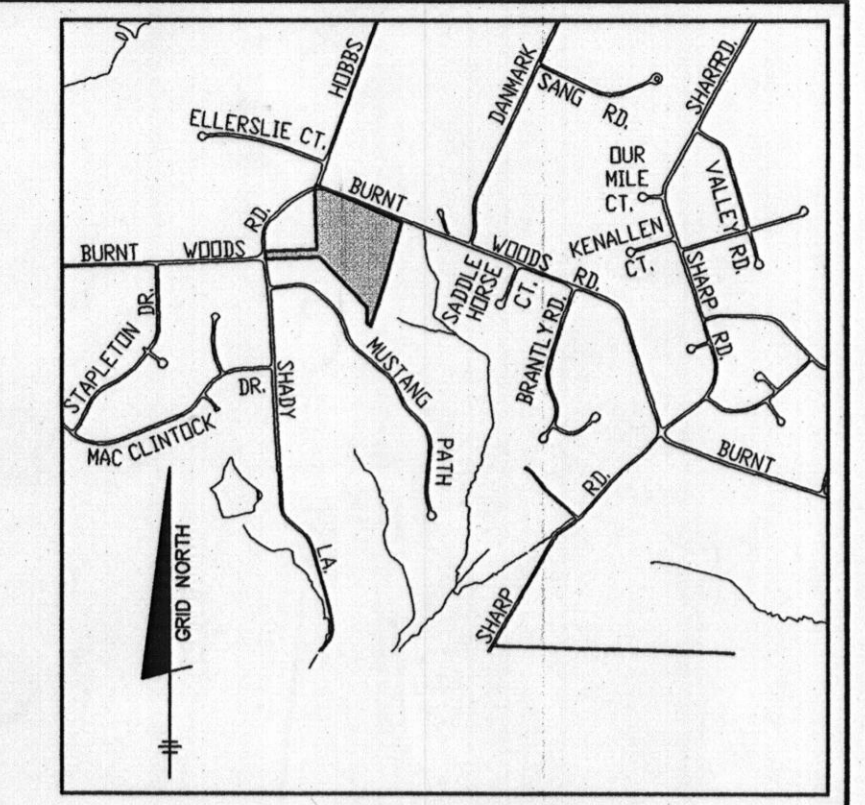 HOBBS
DANMARK
SANG RD.
SHARFRD.
ELLERSLIE CT.
OUR
MILE
CT.
VALLEY RD.
BURNT
RD.
KENALLEN
CT.
BURNT WOODS
WOODS
RD.
SADDLE
HORSE
CT.
SHARP
RD.
STAPLETON DR.
BRANTLY RD.
MUSTANG
PATH
SHADY
DR.
MAC CLINTOCK
BURNT
RD.
LA.
GRID NORTH
SHARP